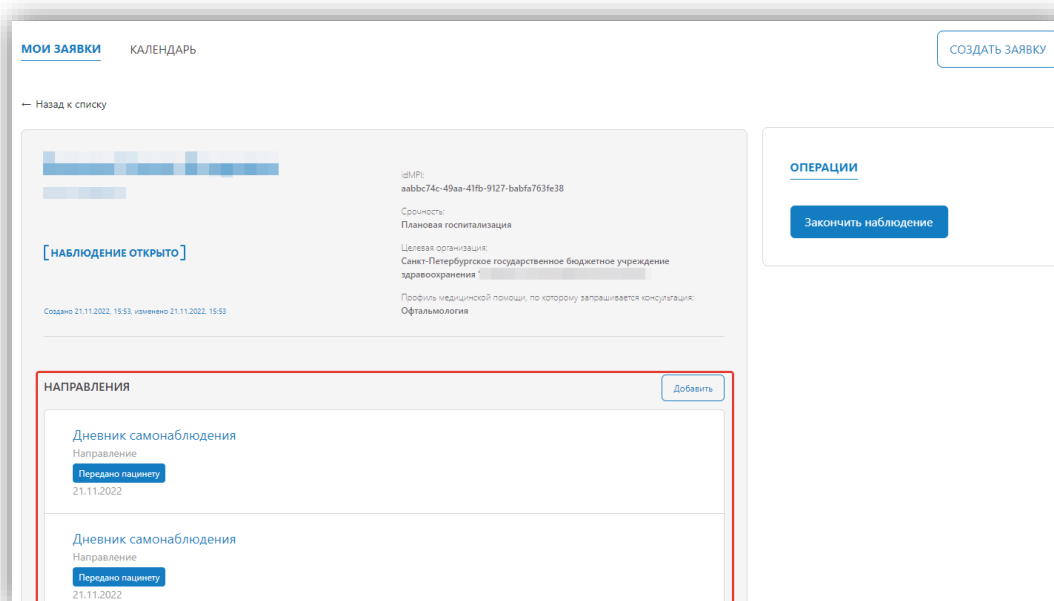 МОИ ЗАЯВКИ КАЛЕНДАРЬ СОЗДАТЬ ЗАЯВКУ
← Назад к списку
idMPI:
aabbc74c-49aa-41fb-9127-babfa763fe38
Срочность:
Плановая госпитализация
[НАБЛЮДЕНИЕ ОТКРЫТО]
Целевая организация:
Санкт-Петербургское государственное бюджетное учреждение
здравоохранения "
Профиль медицинской помощи, по которому запрашивается консультация:
Офтальмология
Создано 21.11.2022, 15:53, изменено 21.11.2022, 15:53
ОПЕРАЦИИ
Закончить наблюдение
НАПРАВЛЕНИЯ Добавить
Дневник самонаблюдения
Направление
Передано пацинету
21.11.2022
Дневник самонаблюдения
Направление
Передано пацинету
21.11.2022